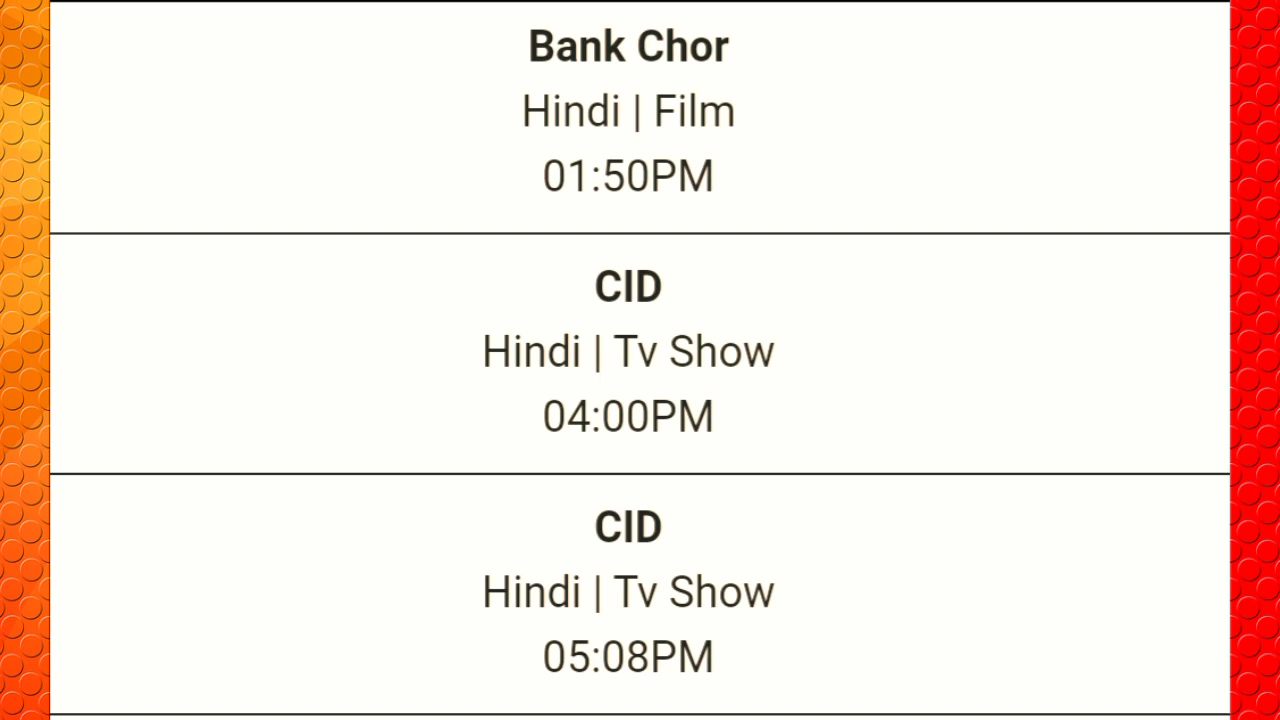 Bank Chor
Hindi | Film
01:50PM
CID
Hindi | Tv Show
04:00PM
CID
Hindi | Tv Show
05:08PM